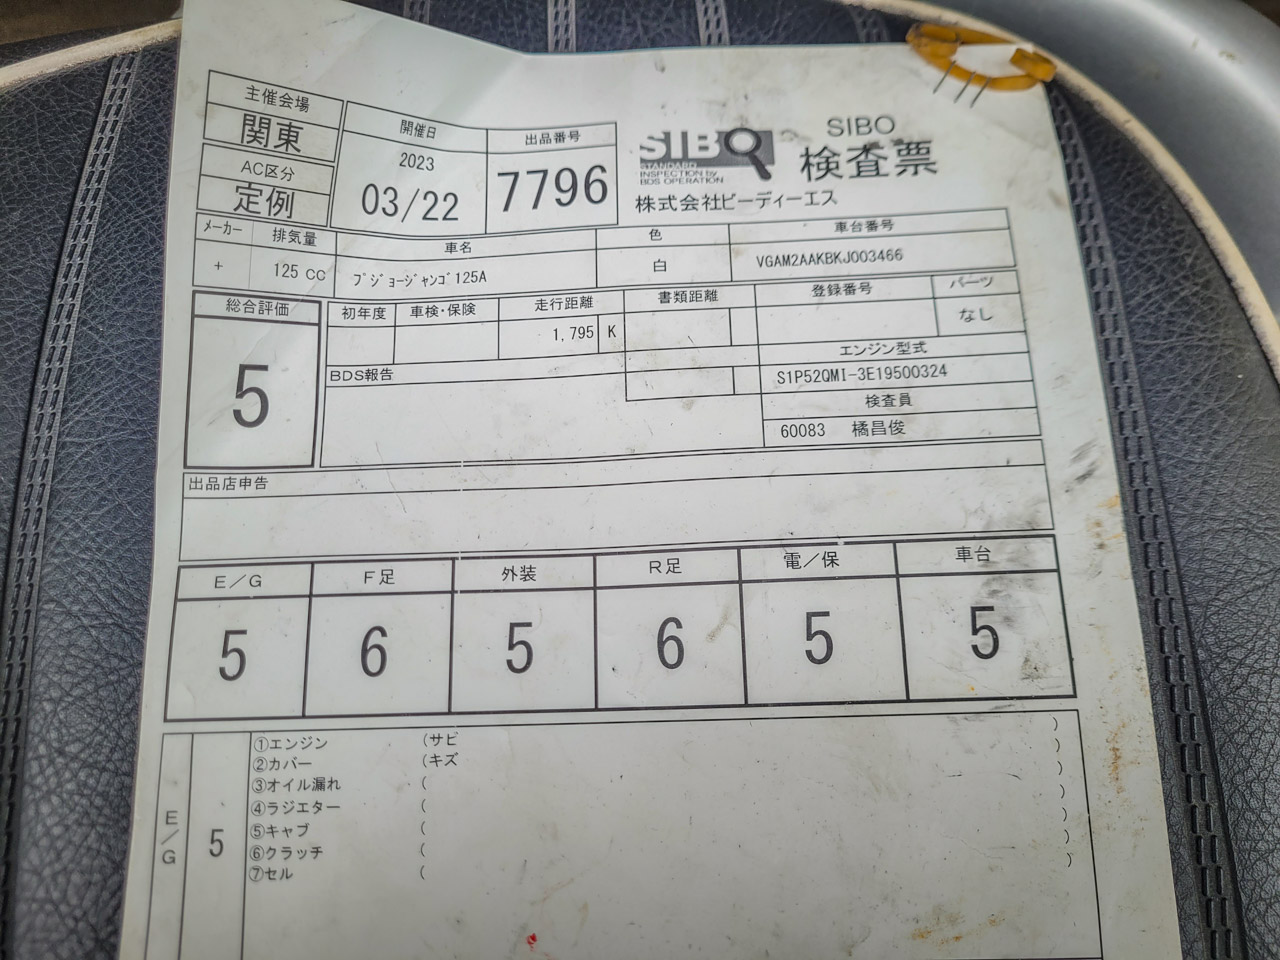 主催会場
関東
AC区分
定例
開催日
2023
03/22
出品番号
7796
SIBO
STANDARD
INSPECTION by
BDS OPERATION
SIBO
検査票
株式会社ビーディーエス
メーカー 排気量 車名 色 車台番号
+ 125 CC プジョージャンゴ125A 白 VGAM2AAKBKJ003466
総合評価 初年度 車検・保険 走行距離 書類距離 登録番号 パーツ
5 1,795 K なし
BDS報告
エンジン型式
S1P52QMI-3E19500324
検査員
60083 橘昌俊
出品店申告
E/G F足 外装 R足 電/保 車台
5 6 5 6 5 5
E/G 5
①エンジン (サビ )
②カバー (キズ )
③オイル漏れ ( )
④ラジエター ( )
⑤キャブ ( )
⑥クラッチ ( )
⑦セル ( )